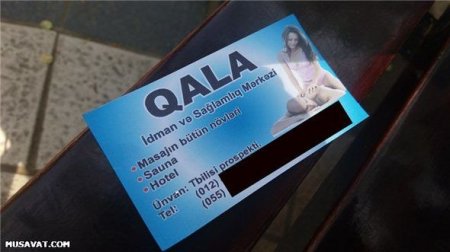 QALA
İdman və Sağlamlıq Mərkəzi
• Masajın bütün növləri
• Sauna
• Hotel
Ünvan: Tbilisi prospekti.
Tel: (012)
(055)
MUSAVAT.COM